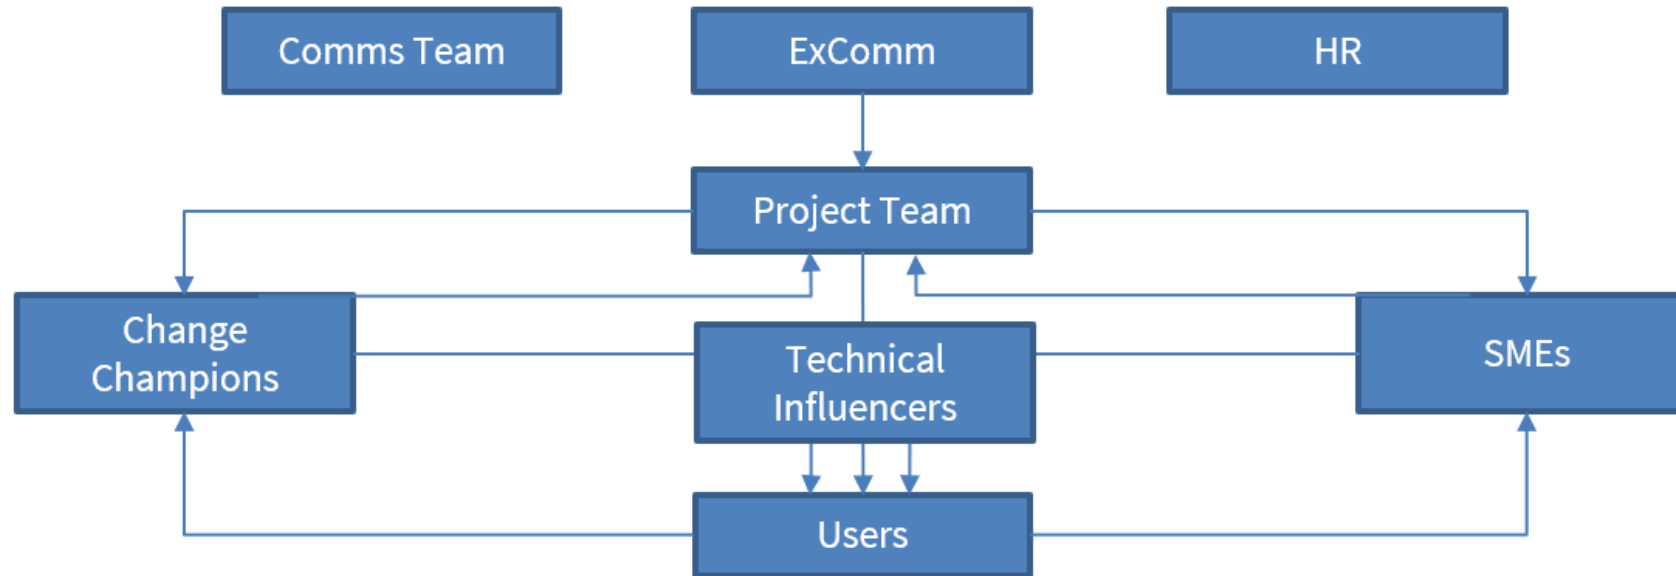 Comms Team
ExComm
HR
Project Team
Change
Champions
Technical
Influencers
SMEs
Users